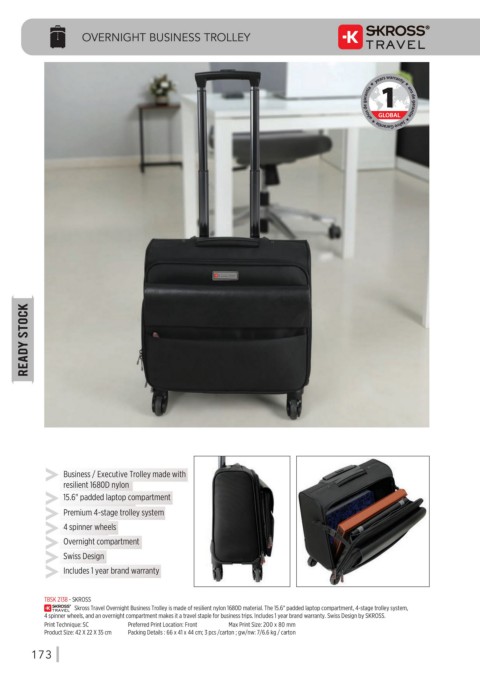 OVERNIGHT BUSINESS TROLLEY
SKROSS®
TRAVEL
1
GLOBAL
READY STOCK
Business / Executive Trolley made with
resilient 1680D nylon
15.6" padded laptop compartment
Premium 4-stage trolley system
4 spinner wheels
Overnight compartment
Swiss Design
Includes 1 year brand warranty
TBSK 2138 - SKROSS
SKROSS® TRAVEL Skross Travel Overnight Business Trolley is made of resilient nylon 1680D material. The 15.6" padded laptop compartment, 4-stage trolley system,
4 spinner wheels, and an overnight compartment makes it a travel staple for business trips. Includes 1 year brand warranty. Swiss Design by SKROSS.
Print Technique: SC Preferred Print Location: Front Max Print Size: 200 x 80 mm
Product Size: 42 X 22 X 35 cm Packing Details : 66 x 41 x 44 cm; 3 pcs /carton ; gw/nw: 7/6.6 kg / carton
173